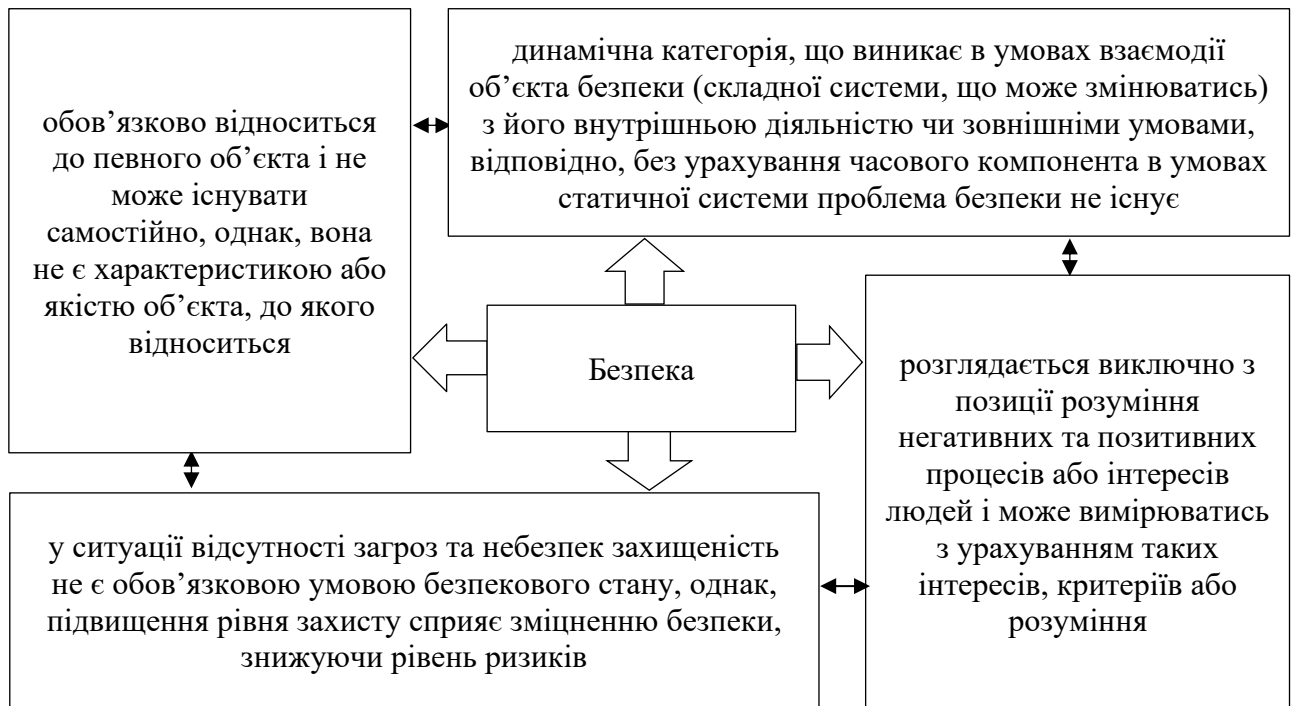 обов’язково відноситься
до певного об’єкта і не
може існувати
самостійно, однак, вона
не є характеристикою або
якістю об’єкта, до якого
відноситься
динамічна категорія, що виникає в умовах взаємодії
об’єкта безпеки (складної системи, що може змінюватись)
з його внутрішньою діяльністю чи зовнішніми умовами,
відповідно, без урахування часового компонента в умовах
статичної системи проблема безпеки не існує
Безпека
розглядається виключно з
позиції розуміння
негативних та позитивних
процесів або інтересів
людей і може вимірюватись
з урахуванням таких
інтересів, критеріїв або
розуміння
у ситуації відсутності загроз та небезпек захищеність
не є обов’язковою умовою безпекового стану, однак,
підвищення рівня захисту сприяє зміцненню безпеки,
знижуючи рівень ризиків